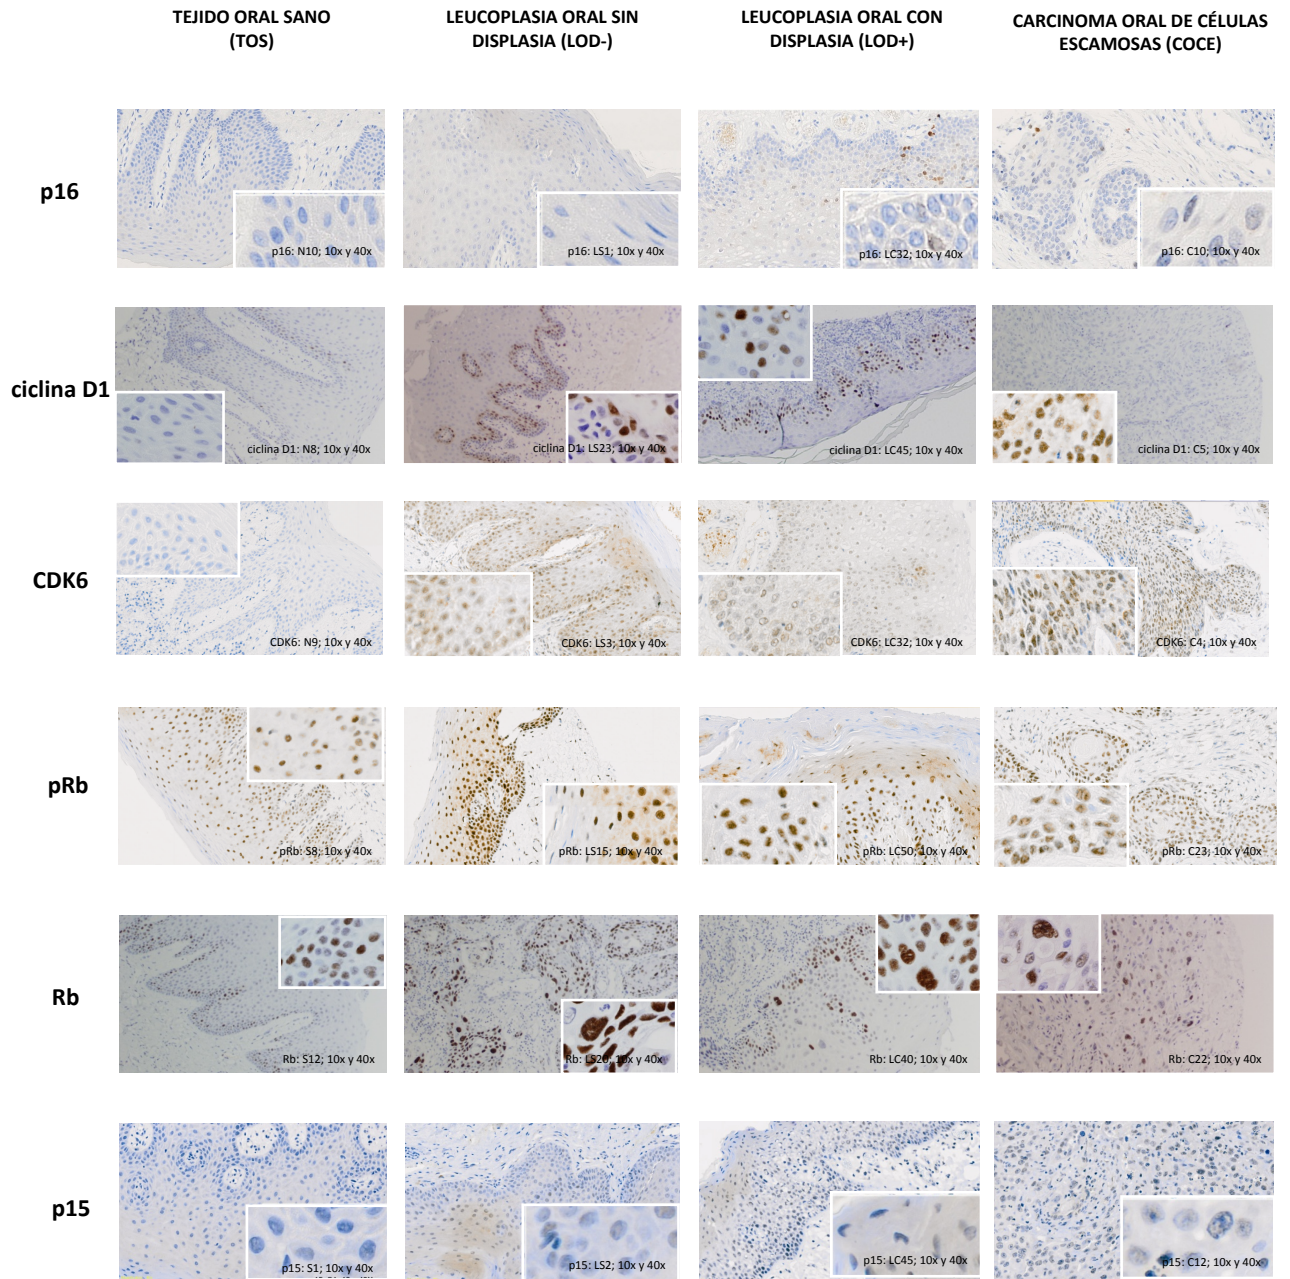 TEJIDO ORAL SANO
(TOS)
LEUCOPLASIA ORAL SIN
DISPLASIA (LOD-)
LEUCOPLASIA ORAL CON
DISPLASIA (LOD+)
CARCINOMA ORAL DE CÉLULAS
ESCAMOSAS (COCE)
p16
p16: N10; 10x y 40x
p16: LS1; 10x y 40x
p16: LC32; 10x y 40x
p16: C10; 10x y 40x
ciclina D1
ciclina D1: N8; 10x y 40x
ciclina D1: LS23; 10x y 40x
ciclina D1: LC45; 10x y 40x
ciclina D1: C5; 10x y 40x
CDK6
CDK6: N9; 10x y 40x
CDK6: LS3; 10x y 40x
CDK6: LC32; 10x y 40x
CDK6: C4; 10x y 40x
pRb
pRb: S8; 10x y 40x
pRb: LS15; 10x y 40x
pRb: LC50; 10x y 40x
pRb: C23; 10x y 40x
Rb
Rb: S12; 10x y 40x
Rb: LS20; 10x y 40x
Rb: LC40; 10x y 40x
Rb: C22; 10x y 40x
p15
p15: S1; 10x y 40x
p15: LS2; 10x y 40x
p15: LC45; 10x y 40x
p15: C12; 10x y 40x